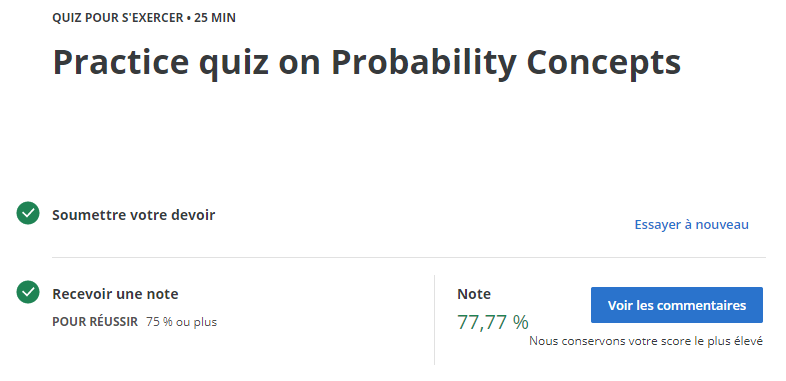 QUIZ POUR S'EXERCER • 25 MIN
Practice quiz on Probability Concepts
Soumettre votre devoir
Essayer à nouveau
Recevoir une note
POUR RÉUSSIR 75 % ou plus
Note
77,77 %
Voir les commentaires
Nous conservons votre score le plus élevé